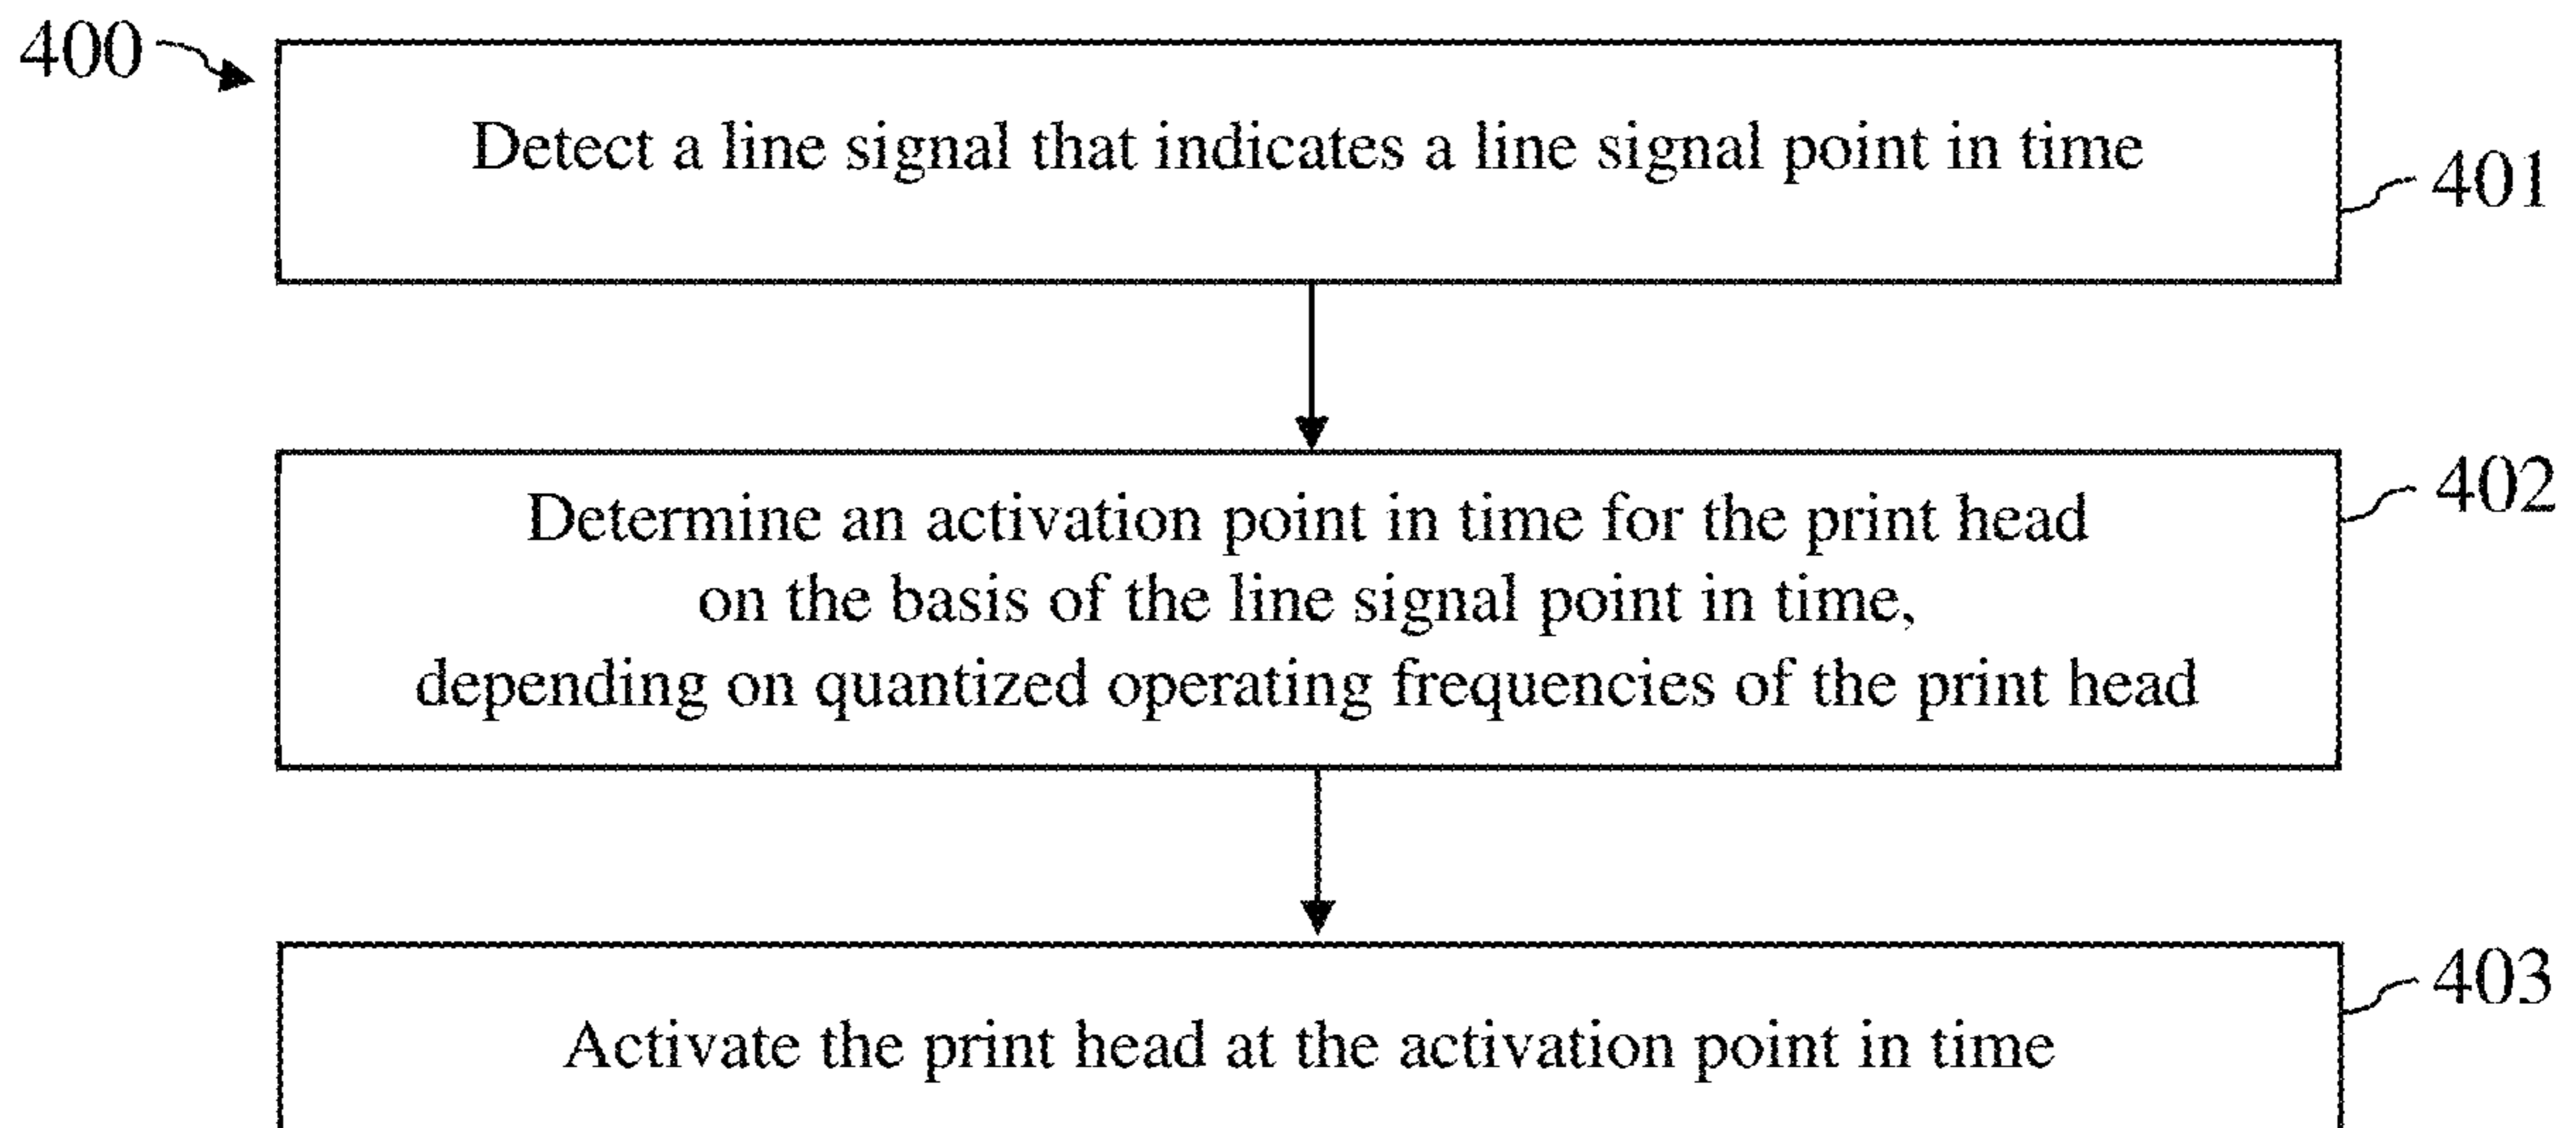 400
Detect a line signal that indicates a line signal point in time
401
Determine an activation point in time for the print head
402
on the basis of the line signal point in time,
depending on quantized operating frequencies of the print head
403
Activate the print head at the activation point in time